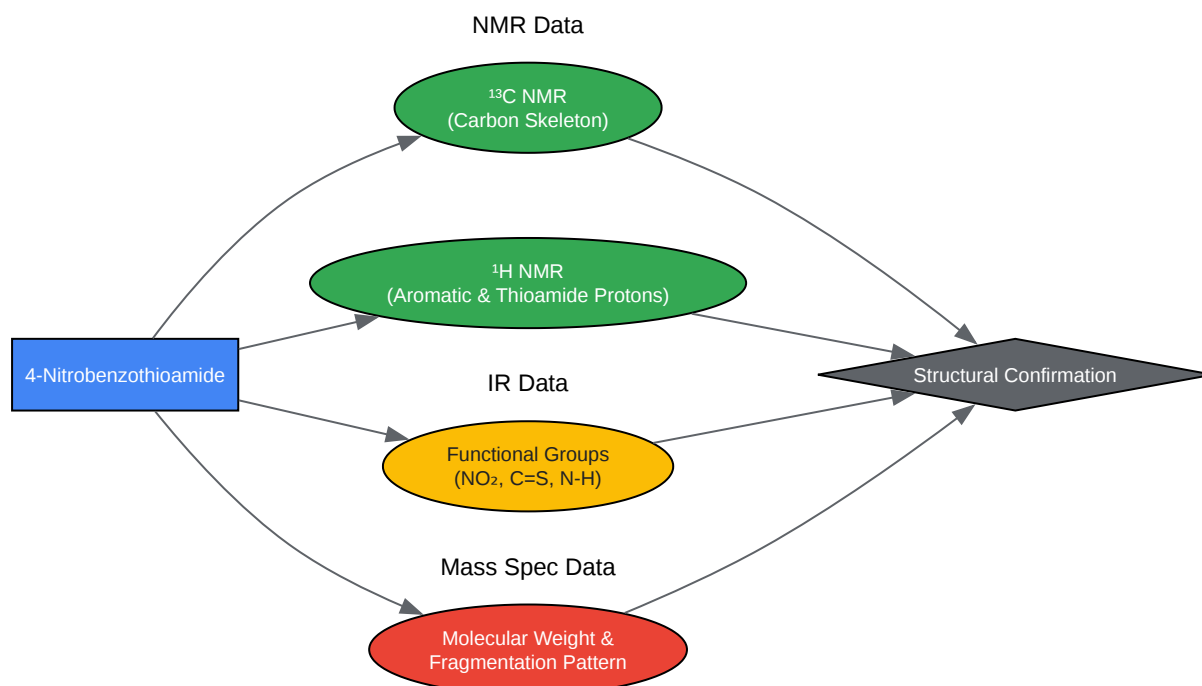 NMR Data
¹³C NMR
(Carbon Skeleton)
¹H NMR
(Aromatic & Thioamide Protons)
4-Nitrobenzothioamide
Structural Confirmation
IR Data
Functional Groups
(NO₂, C=S, N-H)
Mass Spec Data
Molecular Weight &
Fragmentation Pattern